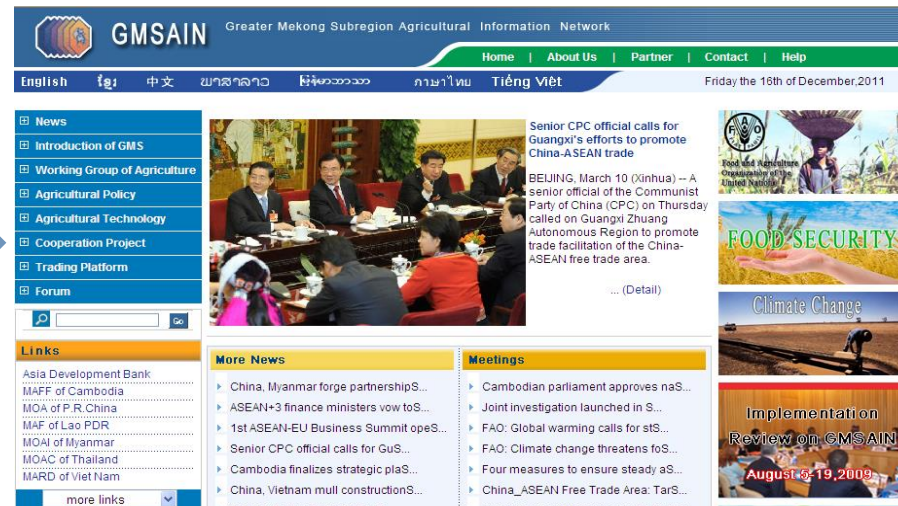 GMSAIN Greater Mekong Subregion Agricultural Information Network
Home | About Us | Partner | Contact | Help
English ខ្មែរ 中文 ພາສາລາວ မြန်မာဘာသာ ภาษาไทย Tiếng Việt Friday the 16th of December,2011
News
Introduction of GMS
Working Group of Agriculture
Agricultural Policy
Agricultural Technology
Cooperation Project
Trading Platform
Forum
Go
Links
Asia Development Bank
MAFF of Cambodia
MOA of P.R.China
MAF of Lao PDR
MOAI of Myanmar
MOAC of Thailand
MARD of Viet Nam
more links
Senior CPC official calls for
Guangxi's efforts to promote
China-ASEAN trade
BEIJING, March 10 (Xinhua) -- A
senior official of the Communist
Party of China (CPC) on Thursday
called on Guangxi Zhuang
Autonomous Region to promote
trade facilitation of the China-
ASEAN free trade area.
... (Detail)
More News
China, Myanmar forge partnershipS...
ASEAN+3 finance ministers vow toS...
1st ASEAN-EU Business Summit opeS...
Senior CPC official calls for GuS...
Cambodia finalizes strategic plaS...
China, Vietnam mull constructionS...
Meetings
Cambodian parliament approves naS...
Joint investigation launched in S...
FAO: Global warming calls for stS...
FAO: Climate change threatens foS...
Four measures to ensure steady aS...
China_ASEAN Free Trade Area: TarS...
FAO
Food and Agriculture
Organization of the
United Nations
FOOD SECURITY
Climate Change
Implementation
Review on GMSAIN
August 5-19,2009